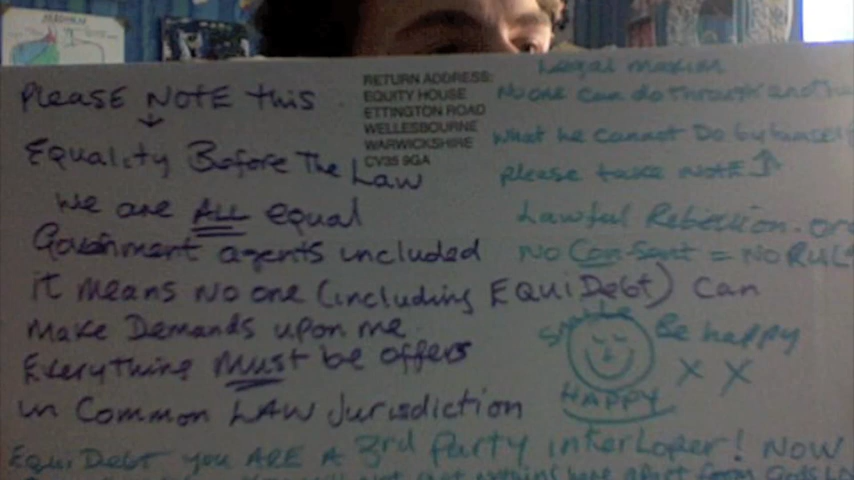 MADMAN
PLEASE NOTE this
Equality Before The Law
we are ALL equal
Government agents included
it means NO one (including EQUiDebt) Can
Make Demands upon me
Everything Must be offers
in Common LAW Jurisdiction
EquiDebt you ARE A 3rd Party interloper! NOW
RETURN ADDRESS:
EQUITY HOUSE
ETTINGTON ROAD
WELLESBOURNE
WARWICKSHIRE
CV35 9GA
Legal maxim
No one can do through another
What he cannot Do by himself
please take NOTE
Lawful Rebellion.org
NO Con-Sent = NO RUL
SMILE
Be happy
X X
HAPPY